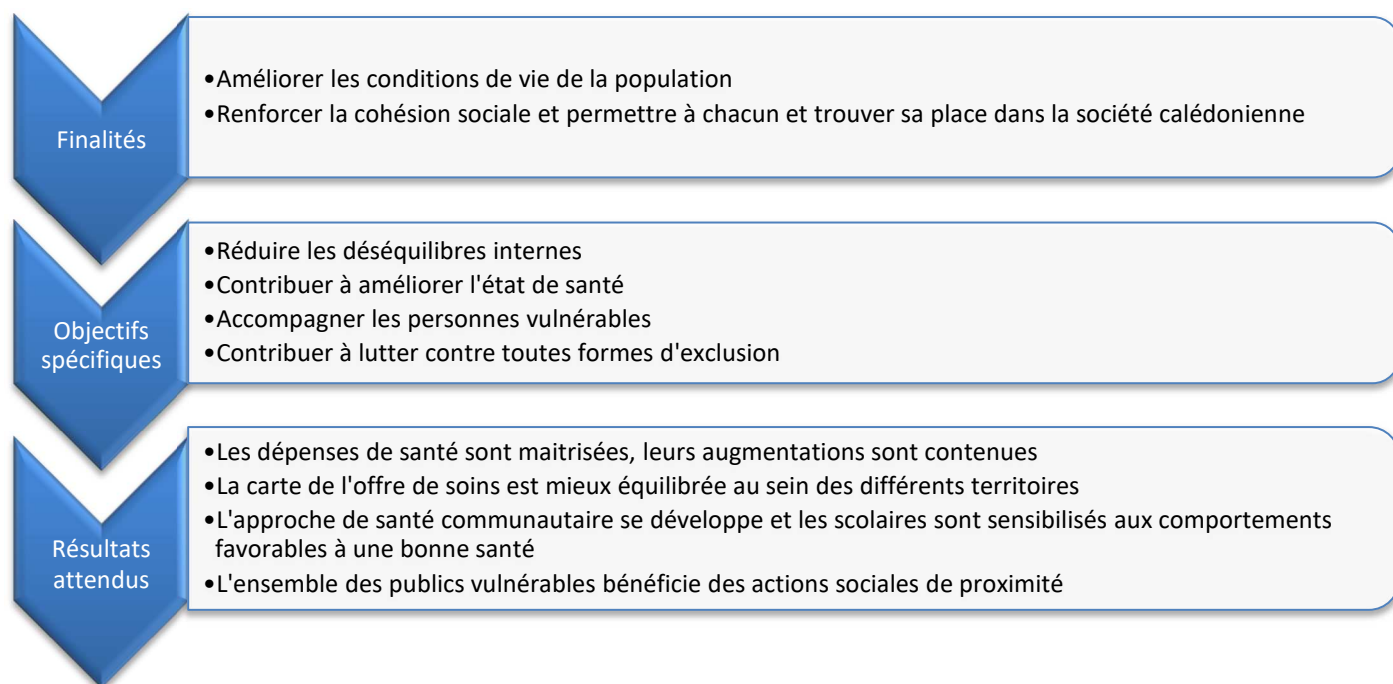 Finalités
•Améliorer les conditions de vie de la population
•Renforcer la cohésion sociale et permettre à chacun et trouver sa place dans la société calédonienne
Objectifs
spécifiques
•Réduire les déséquilibres internes
•Contribuer à améliorer l'état de santé
•Accompagner les personnes vulnérables
•Contribuer à lutter contre toutes formes d'exclusion
Résultats
attendus
•Les dépenses de santé sont maitrisées, leurs augmentations sont contenues
•La carte de l'offre de soins est mieux équilibrée au sein des différents territoires
•L'approche de santé communautaire se développe et les scolaires sont sensibilisés aux comportements
favorables à une bonne santé
•L'ensemble des publics vulnérables bénéficie des actions sociales de proximité